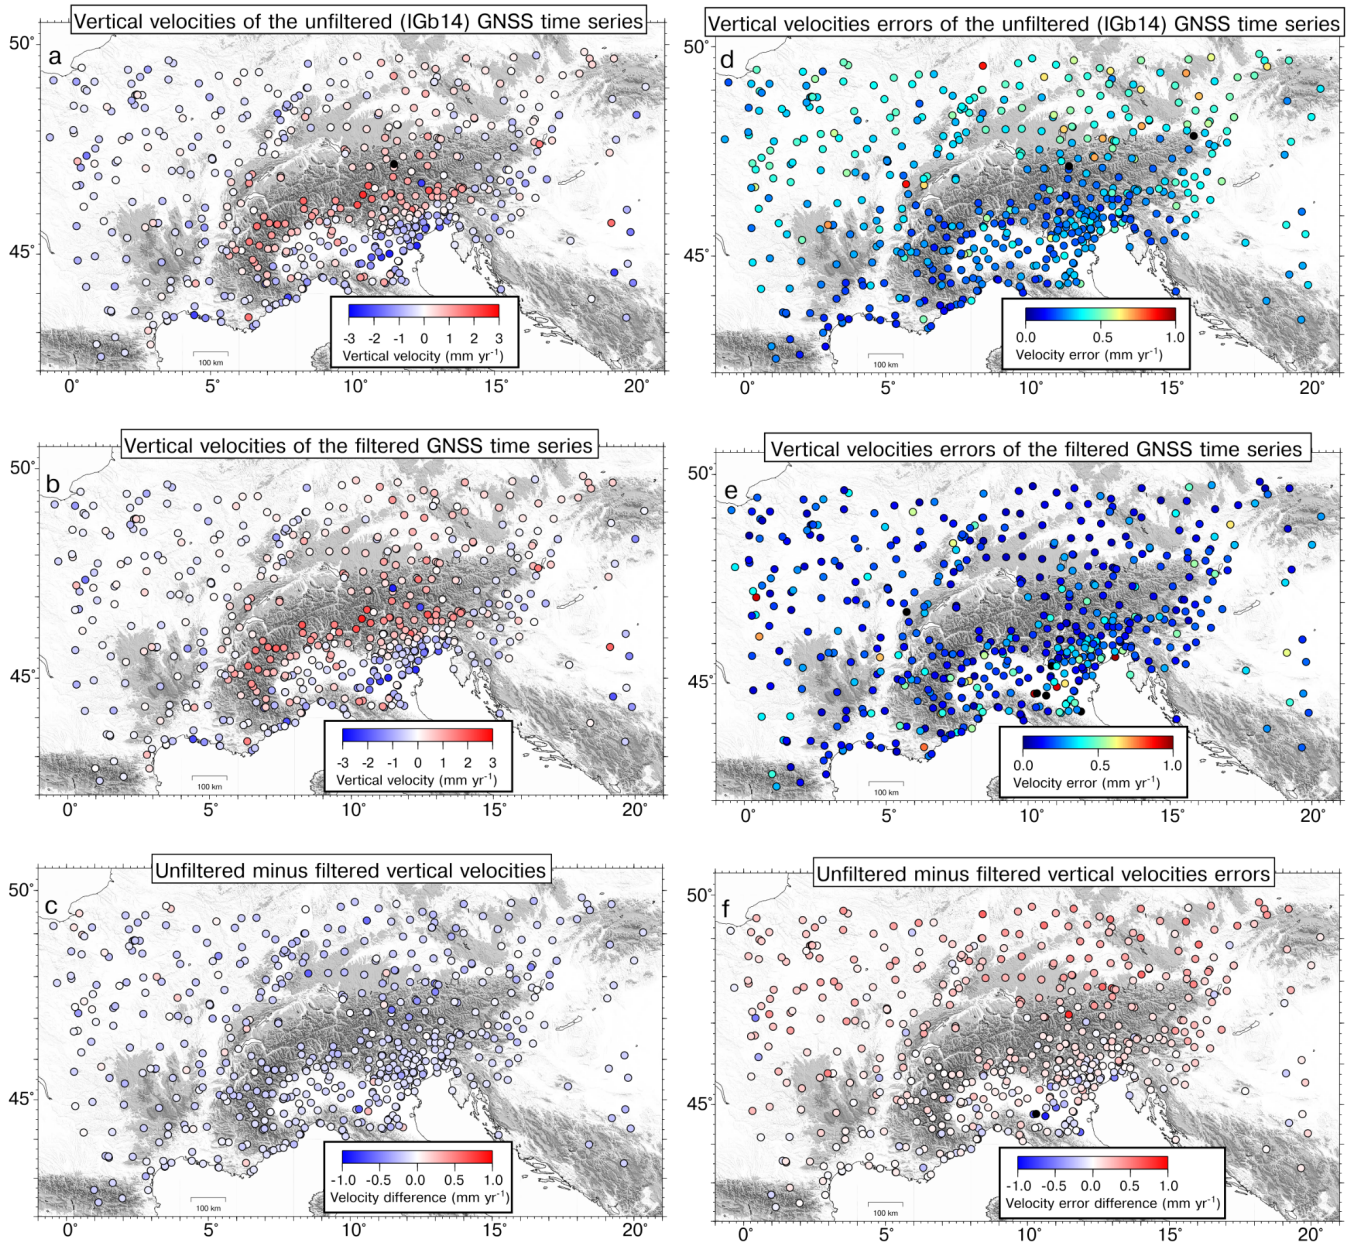 Vertical velocities of the unfiltered (IGb14) GNSS time series
a
50°
45°
-3 -2 -1 0 1 2 3
Vertical velocity (mm yr-1)
100 km
0° 5° 10° 15° 20°
Vertical velocities errors of the unfiltered (IGb14) GNSS time series
d
50°
45°
0.0 0.5 1.0
Velocity error (mm yr-1)
100 km
0° 5° 10° 15° 20°
Vertical velocities of the filtered GNSS time series
b
50°
45°
-3 -2 -1 0 1 2 3
Vertical velocity (mm yr-1)
100 km
0° 5° 10° 15° 20°
Vertical velocities errors of the filtered GNSS time series
e
50°
45°
0.0 0.5 1.0
Velocity error (mm yr-1)
100 km
0° 5° 10° 15° 20°
Unfiltered minus filtered vertical velocities
c
50°
45°
-1.0 -0.5 0.0 0.5 1.0
Velocity difference (mm yr-1)
100 km
0° 5° 10° 15° 20°
Unfiltered minus filtered vertical velocities errors
f
50°
45°
-1.0 -0.5 0.0 0.5 1.0
Velocity error difference (mm yr-1)
100 km
0° 5° 10° 15° 20°